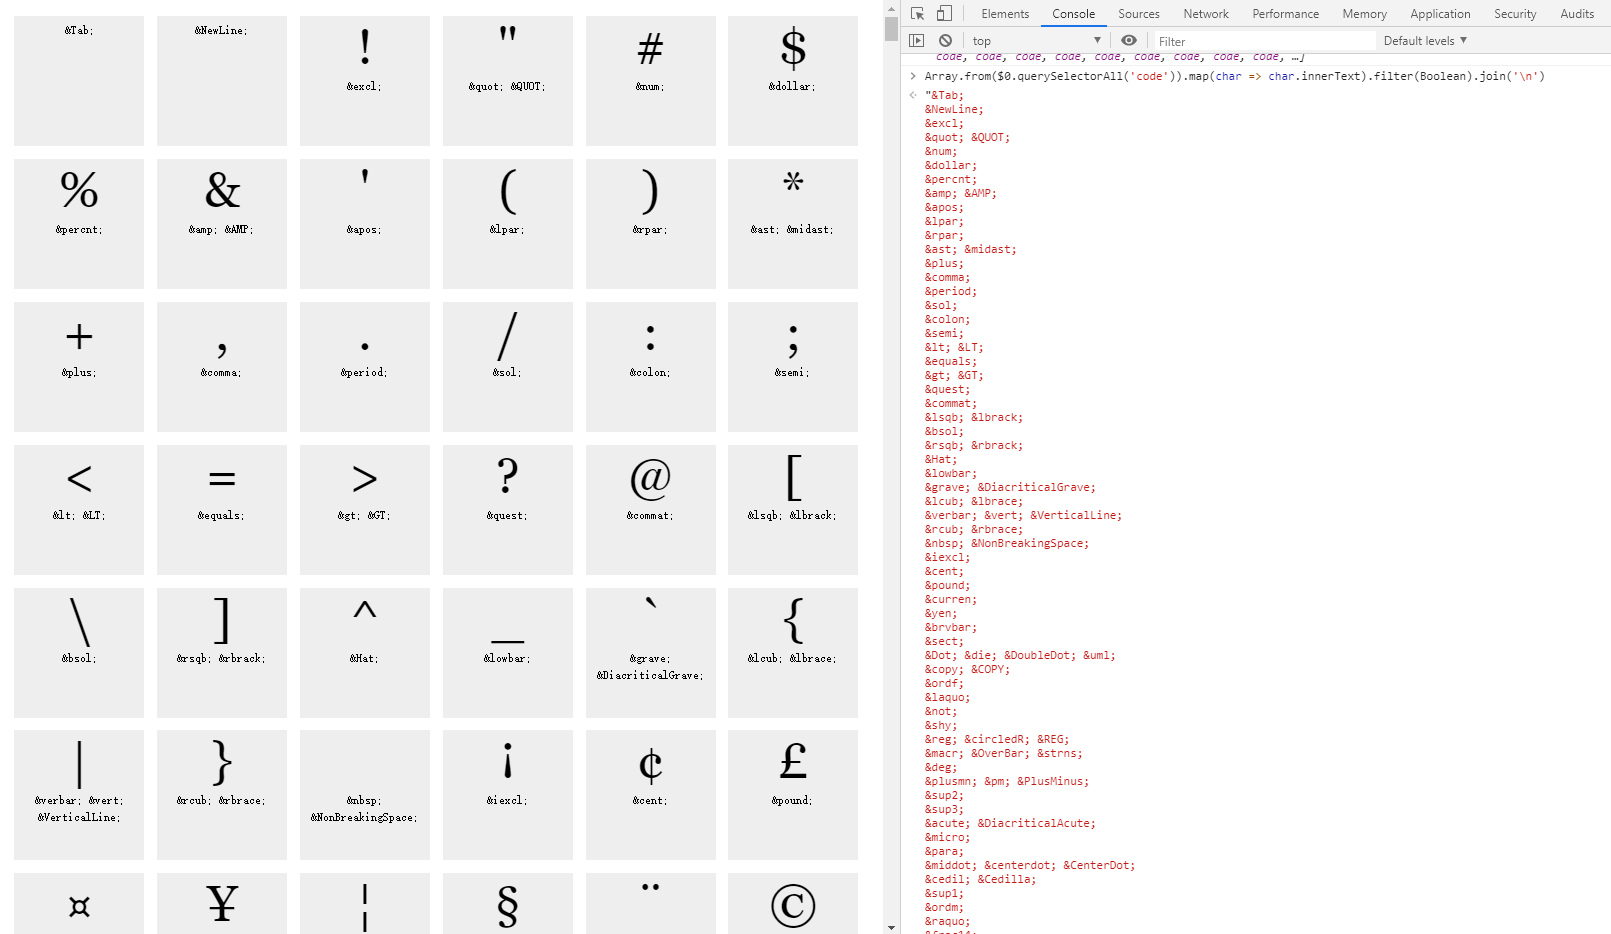 &Tab; &NewLine; ! " # $
&excl; &quot; &QUOT; &num; &dollar;
% & ' ( ) *
&percnt; &amp; &AMP; &apos; &lpar; &rpar; &ast; &midast;
+ , . / : ;
&plus; &comma; &period; &sol; &colon; &semi;
< = > ? @ [
&lt; &LT; &equals; &gt; &GT; &quest; &commat; &lsqb; &lbrack;
\ ] ^ _ ` {
&bsol; &rsqb; &rbrack; &Hat; &lowbar; &grave; &lcub; &lbrace;
&DiacriticalGrave;
| } ¡ ¢ £
&verbar; &vert; &rcub; &rbrace; &nbsp; &iexcl; &cent; &pound;
&VerticalLine; &NonBreakingSpace;
¤ ¥ ¦ § ¨ ©
Elements Console Sources Network Performance Memory Application Security Audits
top Filter Default levels ▼
code, code, code, code, code, code, code, code, code, …]
> Array.from($0.querySelectorAll('code')).map(char => char.innerText).filter(Boolean).join('\n')
"&Tab;
&NewLine;
&excl;
&quot; &QUOT;
&num;
&dollar;
&percnt;
&amp; &AMP;
&apos;
&lpar;
&rpar;
&ast; &midast;
&plus;
&comma;
&period;
&sol;
&colon;
&semi;
&lt; &LT;
&equals;
&gt; &GT;
&quest;
&commat;
&lsqb; &lbrack;
&bsol;
&rsqb; &rbrack;
&Hat;
&lowbar;
&grave; &DiacriticalGrave;
&lcub; &lbrace;
&verbar; &vert; &VerticalLine;
&rcub; &rbrace;
&nbsp; &NonBreakingSpace;
&iexcl;
&cent;
&pound;
&curren;
&yen;
&brvbar;
&sect;
&Dot; &die; &DoubleDot; &uml;
&copy; &COPY;
&ordf;
&laquo;
&not;
&shy;
&reg; &circledR; &REG;
&macr; &OverBar; &strns;
&deg;
&plusmn; &pm; &PlusMinus;
&sup2;
&sup3;
&acute; &DiacriticalAcute;
&micro;
&para;
&middot; &centerdot; &CenterDot;
&cedil; &Cedilla;
&sup1;
&ordm;
&raquo;